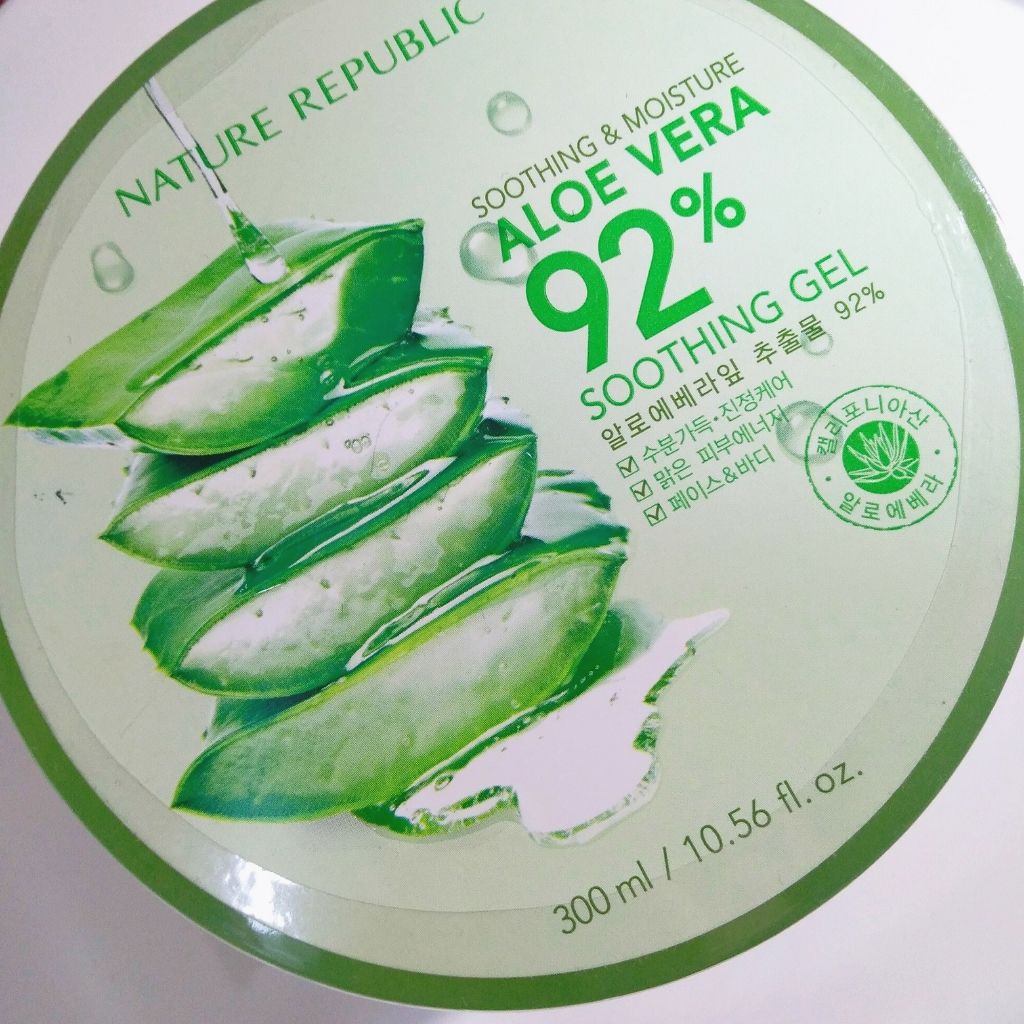 NATURE REPUBLIC
SOOTHING & MOISTURE
ALOE VERA
92%
SOOTHING GEL
알로에베라잎 추출물 92%
수분가득·진정케어
맑은 피부에너지
페이스&바디
캘리포니아산
알로에베라
300 ml / 10.56 fl. oz.